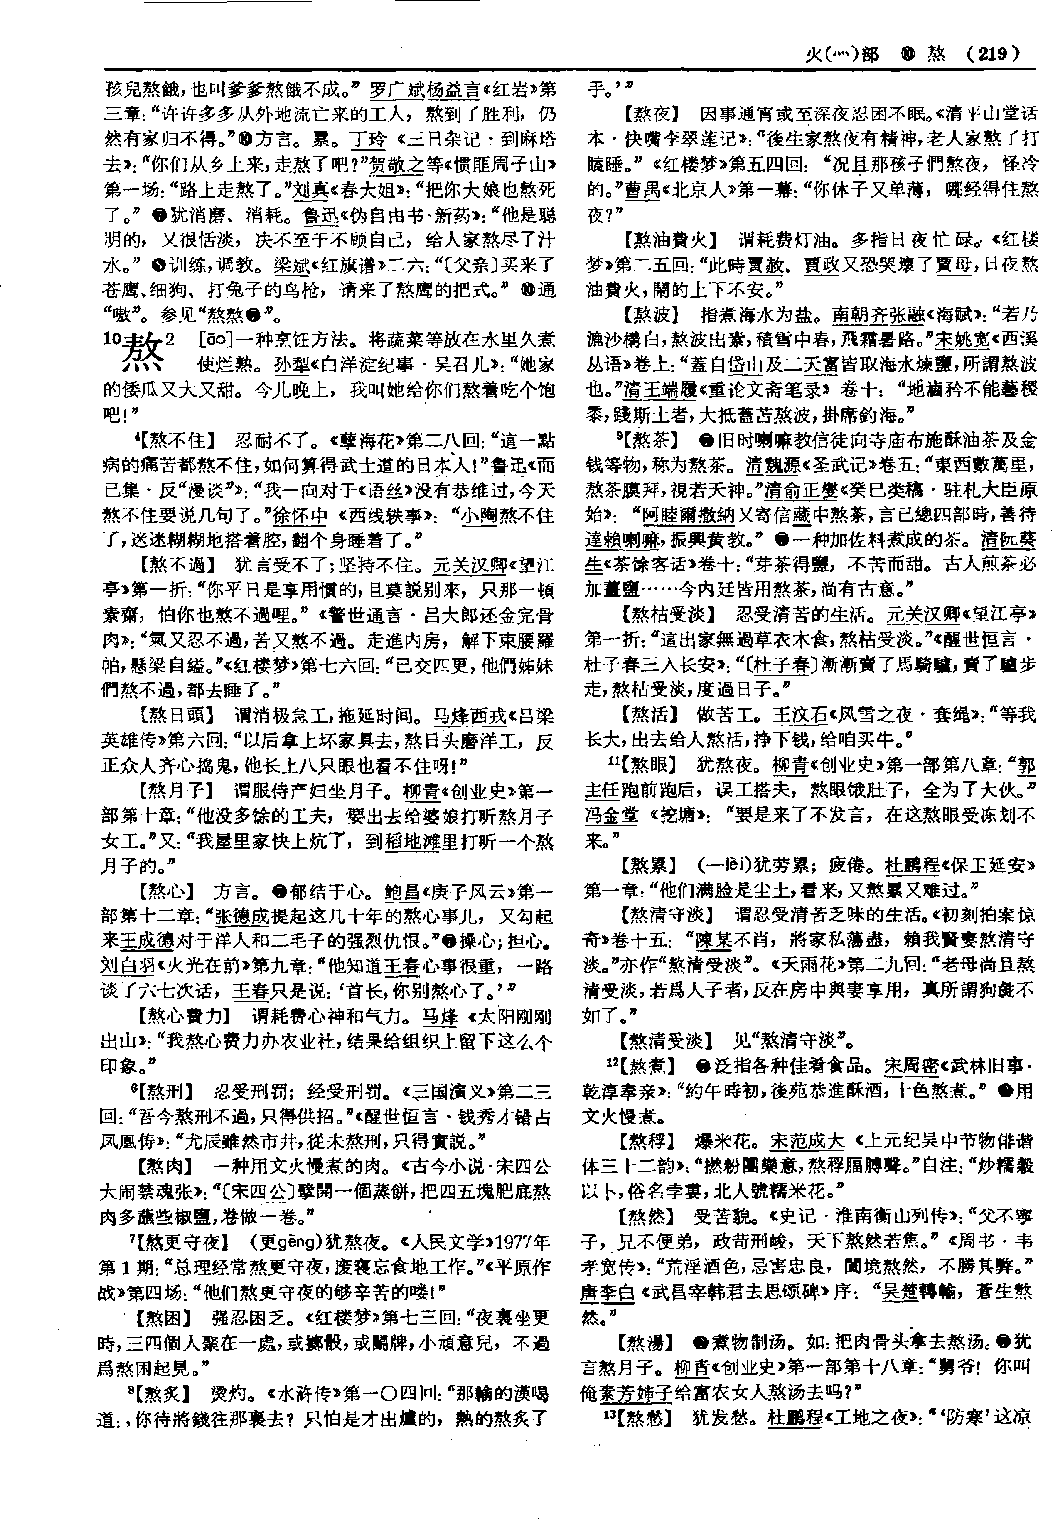 火(灬)部 ⑩ 熬 (219)
孩兒熬餓，也叫爹爹熬餓不成。”罗广斌杨益言《红岩》第
三章：“许许多多从外地流亡来的工人，熬到了胜利，仍
然有家归不得。”⑩方言。累。丁玲《三日杂记·到麻塔
去》：“你们从乡上来，走熬了吧？”贺敬之等《惯匪周子山》
第一场：“路上走熬了。”刘真《春大姐》：“把你大娘也熬死
了。”犹消磨、消耗。鲁迅《伪自由书·新药》：“他是聪
明的，又很恬淡，决不至于不顾自己，给人家熬尽了汁
水。”训练，调教。梁斌《红旗谱》二六：“〔父亲〕买来了
苍鹰、细狗、打兔子的鸟枪，请来了熬鹰的把式。”通
“嗷”。参见“熬熬”。
10熬2 [āo]一种烹饪方法。将蔬菜等放在水里久煮
使烂熟。孙犁《白洋淀纪事·吴召儿》：“她家
的倭瓜又大又甜。今儿晚上，我叫她给你们熬着吃个饱
吧！”
4【熬不住】 忍耐不了。《孽海花》第二八回：“這一點
病的痛苦都熬不住，如何算得武士道的日本人！”鲁迅《而
已集·反“漫谈”》：“我一向对于《语丝》没有恭维过，今天
熬不住要说几句了。”徐怀中《西线轶事》：“小陶熬不住
了，迷迷糊糊地搭着腔，翻个身睡着了。”
【熬不過】 犹言受不了；坚持不住。元关汉卿《望江
亭》第一折：“你平日是享用慣的，且莫説别來，只那一頓
素齋，怕你也熬不過哩。”《警世通言·吕大郎还金完骨
肉》：“氣又忍不過，苦又熬不過。走進内房，解下束腰羅
帕，懸梁自縊。”《红楼梦》第七六回：“已交四更，他們姊妹
們熬不過，都去睡了。”
【熬日頭】 谓消极怠工，拖延时间。马烽西戎《吕梁
英雄传》第六回：“以后拿上坏家具去，熬日头磨洋工，反
正众人齐心捣鬼，他长上八只眼也看不住呀！”
【熬月子】 谓服侍产妇坐月子。柳青《创业史》第一
部第十章：“他没多馀的工夫，要出去给婆娘打听熬月子
女工。”又：“我屋里家快上炕了，到稻地滩里打听一个熬
月子的。”
【熬心】 方言。❶郁结于心。鲍昌《庚子风云》第一
部第十二章：“张德成提起这几十年的熬心事儿，又勾起
来王成德对于洋人和二毛子的强烈仇恨。”❷操心；担心。
刘白羽《火光在前》第九章：“他知道王春心事很重，一路
谈了六七次话，王春只是说：‘首长，你别熬心了。’”
【熬心費力】 谓耗费心神和气力。马烽《太阳刚刚
出山》：“我熬心费力办农业社，结果给组织上留下这么个
印象。”
6【熬刑】 忍受刑罚；经受刑罚。《三国演义》第二三
回：“吾今熬刑不過，只得供招。”《醒世恒言·钱秀才错占
凤凰俦》：“尤辰雖然市井，從未熬刑，只得實説。”
【熬肉】 一种用文火慢煮的肉。《古今小说·宋四公
大闹禁魂张》：“〔宋四公〕擘開一個蒸餅，把四五塊肥底熬
肉多蘸些椒鹽，卷做一卷。”
7【熬更守夜】 (更gēng)犹熬夜。《人民文学》1977年
第1期：“总理经常熬更守夜，废寝忘食地工作。”《平原作
战》第四场：“他们熬更守夜的够辛苦的喽！”
【熬困】 强忍困乏。《红楼梦》第七三回：“夜裏坐更
時，三四個人聚在一處，或擲骰，或鬭牌，小頑意兒，不過
爲熬困起見。”
8【熬炙】 烫灼。《水浒传》第一〇四回：“那輸的漢喝
道：，你待將錢往那裏去？只怕是才出爐的，熱的熬炙了
手。’”
【熬夜】 因事通宵或至深夜忍困不眠。《清平山堂话
本·快嘴李翠莲记》：“後生家熬夜有精神，老人家熬了打
瞌睡。”《红楼梦》第五四回：“况且那孩子們熬夜，怪冷
的。”曹禺《北京人》第一幕：“你体子又单薄，哪经得住熬
夜？”
【熬油費火】 谓耗费灯油。多指日夜忙碌。《红楼
梦》第二五回：“此時賈赦、賈政又恐哭壞了賈母，日夜熬
油費火，鬧的上下不安。”
【熬波】 指煮海水为盐。南朝齐张融《海賦》：“若乃
漉沙構白，熬波出素，積雪中春，飛霜暑路。”宋姚宽《西溪
丛语》卷上：“蓋自岱山及二天富皆取海水煉鹽，所謂熬波
也。”清王端履《重论文斋笔录》卷十：“地滷矜不能藝稷
黍，踐斯土者，大抵蓋苫熬波，掛席釣海。”
9【熬茶】 ❶旧时喇嘛教信徒向寺庙布施酥油茶及金
钱等物，称为熬茶。清魏源《圣武记》卷五：“東西數萬里，
熬茶膜拜，視若天神。”清俞正燮《癸巳类稿·驻札大臣原
始》：“阿睦爾撒納又寄信藏中熬茶，言已總四部時，善待
達賴喇嘛，振興黄教。”❷一种加佐料煮成的茶。清阮葵
生《茶馀客话》卷十：“芽茶得鹽，不苦而甜。古人煎茶必
加薑鹽……今内廷皆用熬茶，尚有古意。”
【熬枯受淡】 忍受清苦的生活。元关汉卿《望江亭》
第一折：“這出家無過草衣木食，熬枯受淡。”《醒世恒言·
杜子春三入长安》：“〔杜子春〕漸漸賣了馬騎驢，賣了驢步
走，熬枯受淡，度過日子。”
【熬活】 做苦工。王汶石《风雪之夜·套绳》：“等我
长大，出去给人熬活，挣下钱，给咱买牛。”
11【熬眼】 犹熬夜。柳青《创业史》第一部第八章：“郭
主任跑前跑后，误工搭夫，熬眼饿肚子，全为了大伙。”
冯金堂《挖塘》：“要是来了不发言，在这熬眼受冻划不
来。”
【熬累】 (—lèi)犹劳累；疲倦。杜鹏程《保卫延安》
第一章：“他们满脸是尘土，看来，又熬累又难过。”
【熬清守淡】 谓忍受清苦乏味的生活。《初刻拍案惊
奇》卷十五：“陳某不肖，將家私蕩盡，賴我賢妻熬清守
淡。”亦作“熬清受淡”。《天雨花》第二九回：“老母尚且熬
清受淡，若爲人子者，反在房中與妻享用，真所謂狗彘不
如了。”
【熬清受淡】 见“熬清守淡”。
12【熬煮】 ❶泛指各种佳肴食品。宋周密《武林旧事·
乾淳奉亲》：“約午時初，後苑恭進酥酒，十色熬煮。”❷用
文火慢煮。
【熬稃】 爆米花。宋范成大《上元纪吴中节物俳谐
体三十二韵》：“撚粉團欒意，熬稃腷膊聲。”自注：“炒糯穀
以卜，俗名孛婁，北人號糯米花。”
【熬然】 受苦貌。《史记·淮南衡山列传》：“父不寧
子，兄不便弟，政苛刑峻，天下熬然若焦。”《周书·韦
孝宽传》：“荒淫酒色，忌害忠良，闔境熬然，不勝其弊。”
唐李白《武昌宰韩君去思颂碑》序：“吴楚轉輸，蒼生熬
然。”
【熬湯】 ❶煮物制汤。如：把肉骨头拿去熬汤。❷犹
言熬月子。柳青《创业史》第一部第十八章：“舅爷！你叫
俺素芳姊子给富农女人熬汤去吗？”
13【熬愁】 犹发愁。杜鹏程《工地之夜》：“‘防寒’这凉